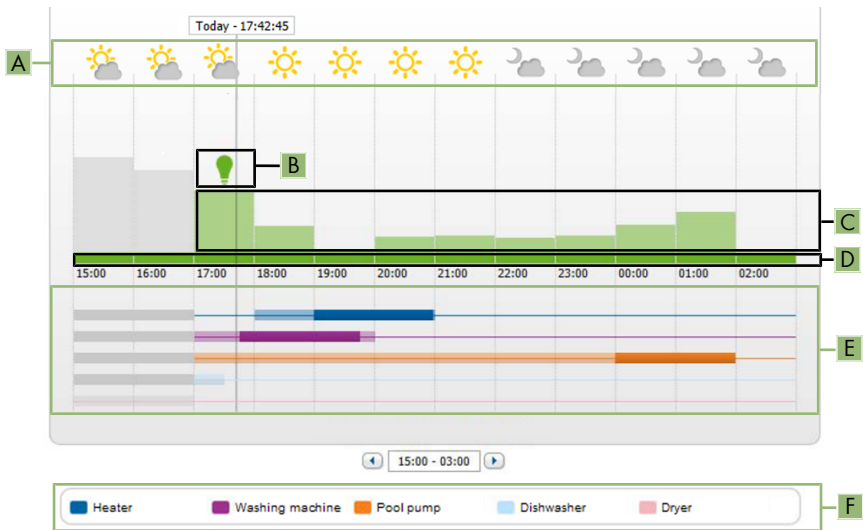 Today - 17:42:45
A
B
C
D
15:00 16:00 17:00 18:00 19:00 20:00 21:00 22:00 23:00 00:00 01:00 02:00
E
15:00 - 03:00
Heater Washing machine Pool pump Dishwasher Dryer
F